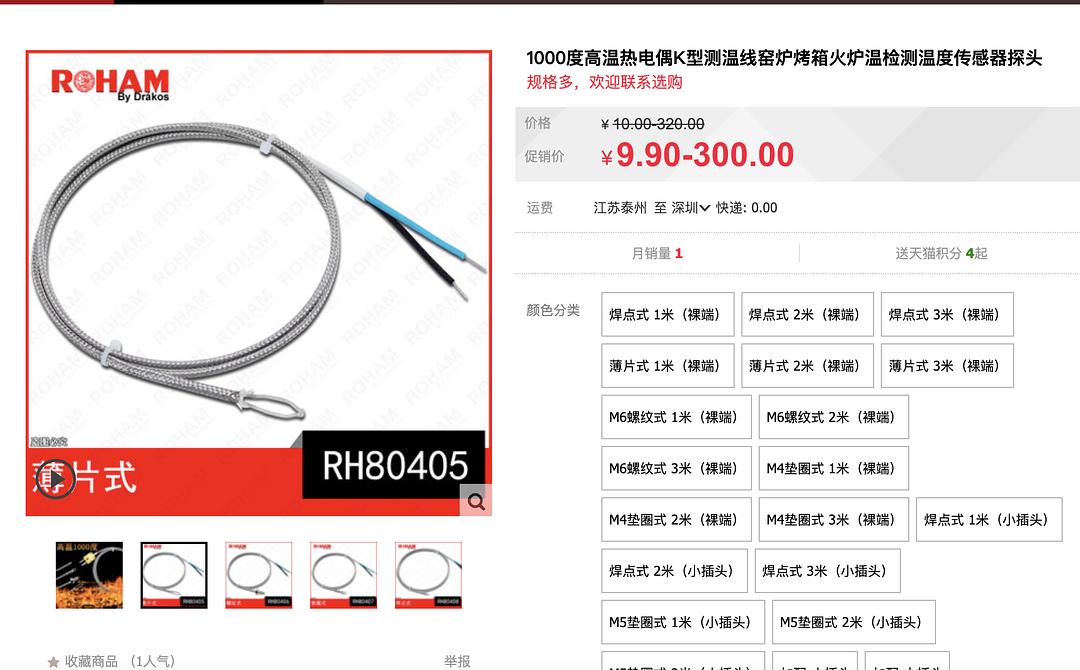 ROHAM
By Drakos
薄片式
RH80405
高温1000度
RH80405
RH80406
RH80407
RH80408
收藏商品 （1人气）
举报
1000度高温热电偶K型测温线窑炉烤箱火炉温检测温度传感器探头
规格多，欢迎联系选购
价格 ¥ 10.00-320.00
促销价 ¥ 9.90-300.00
运费 江苏泰州 至 深圳 快递: 0.00
月销量 1 送天猫积分 4起
颜色分类 焊点式 1米（裸端） 焊点式 2米（裸端） 焊点式 3米（裸端）
薄片式 1米（裸端） 薄片式 2米（裸端） 薄片式 3米（裸端）
M6螺纹式 1米（裸端） M6螺纹式 2米（裸端）
M6螺纹式 3米（裸端） M4垫圈式 1米（裸端）
M4垫圈式 2米（裸端） M4垫圈式 3米（裸端） 焊点式 1米（小插头）
焊点式 2米（小插头） 焊点式 3米（小插头）
M5垫圈式 1米（小插头） M5垫圈式 2米（小插头）